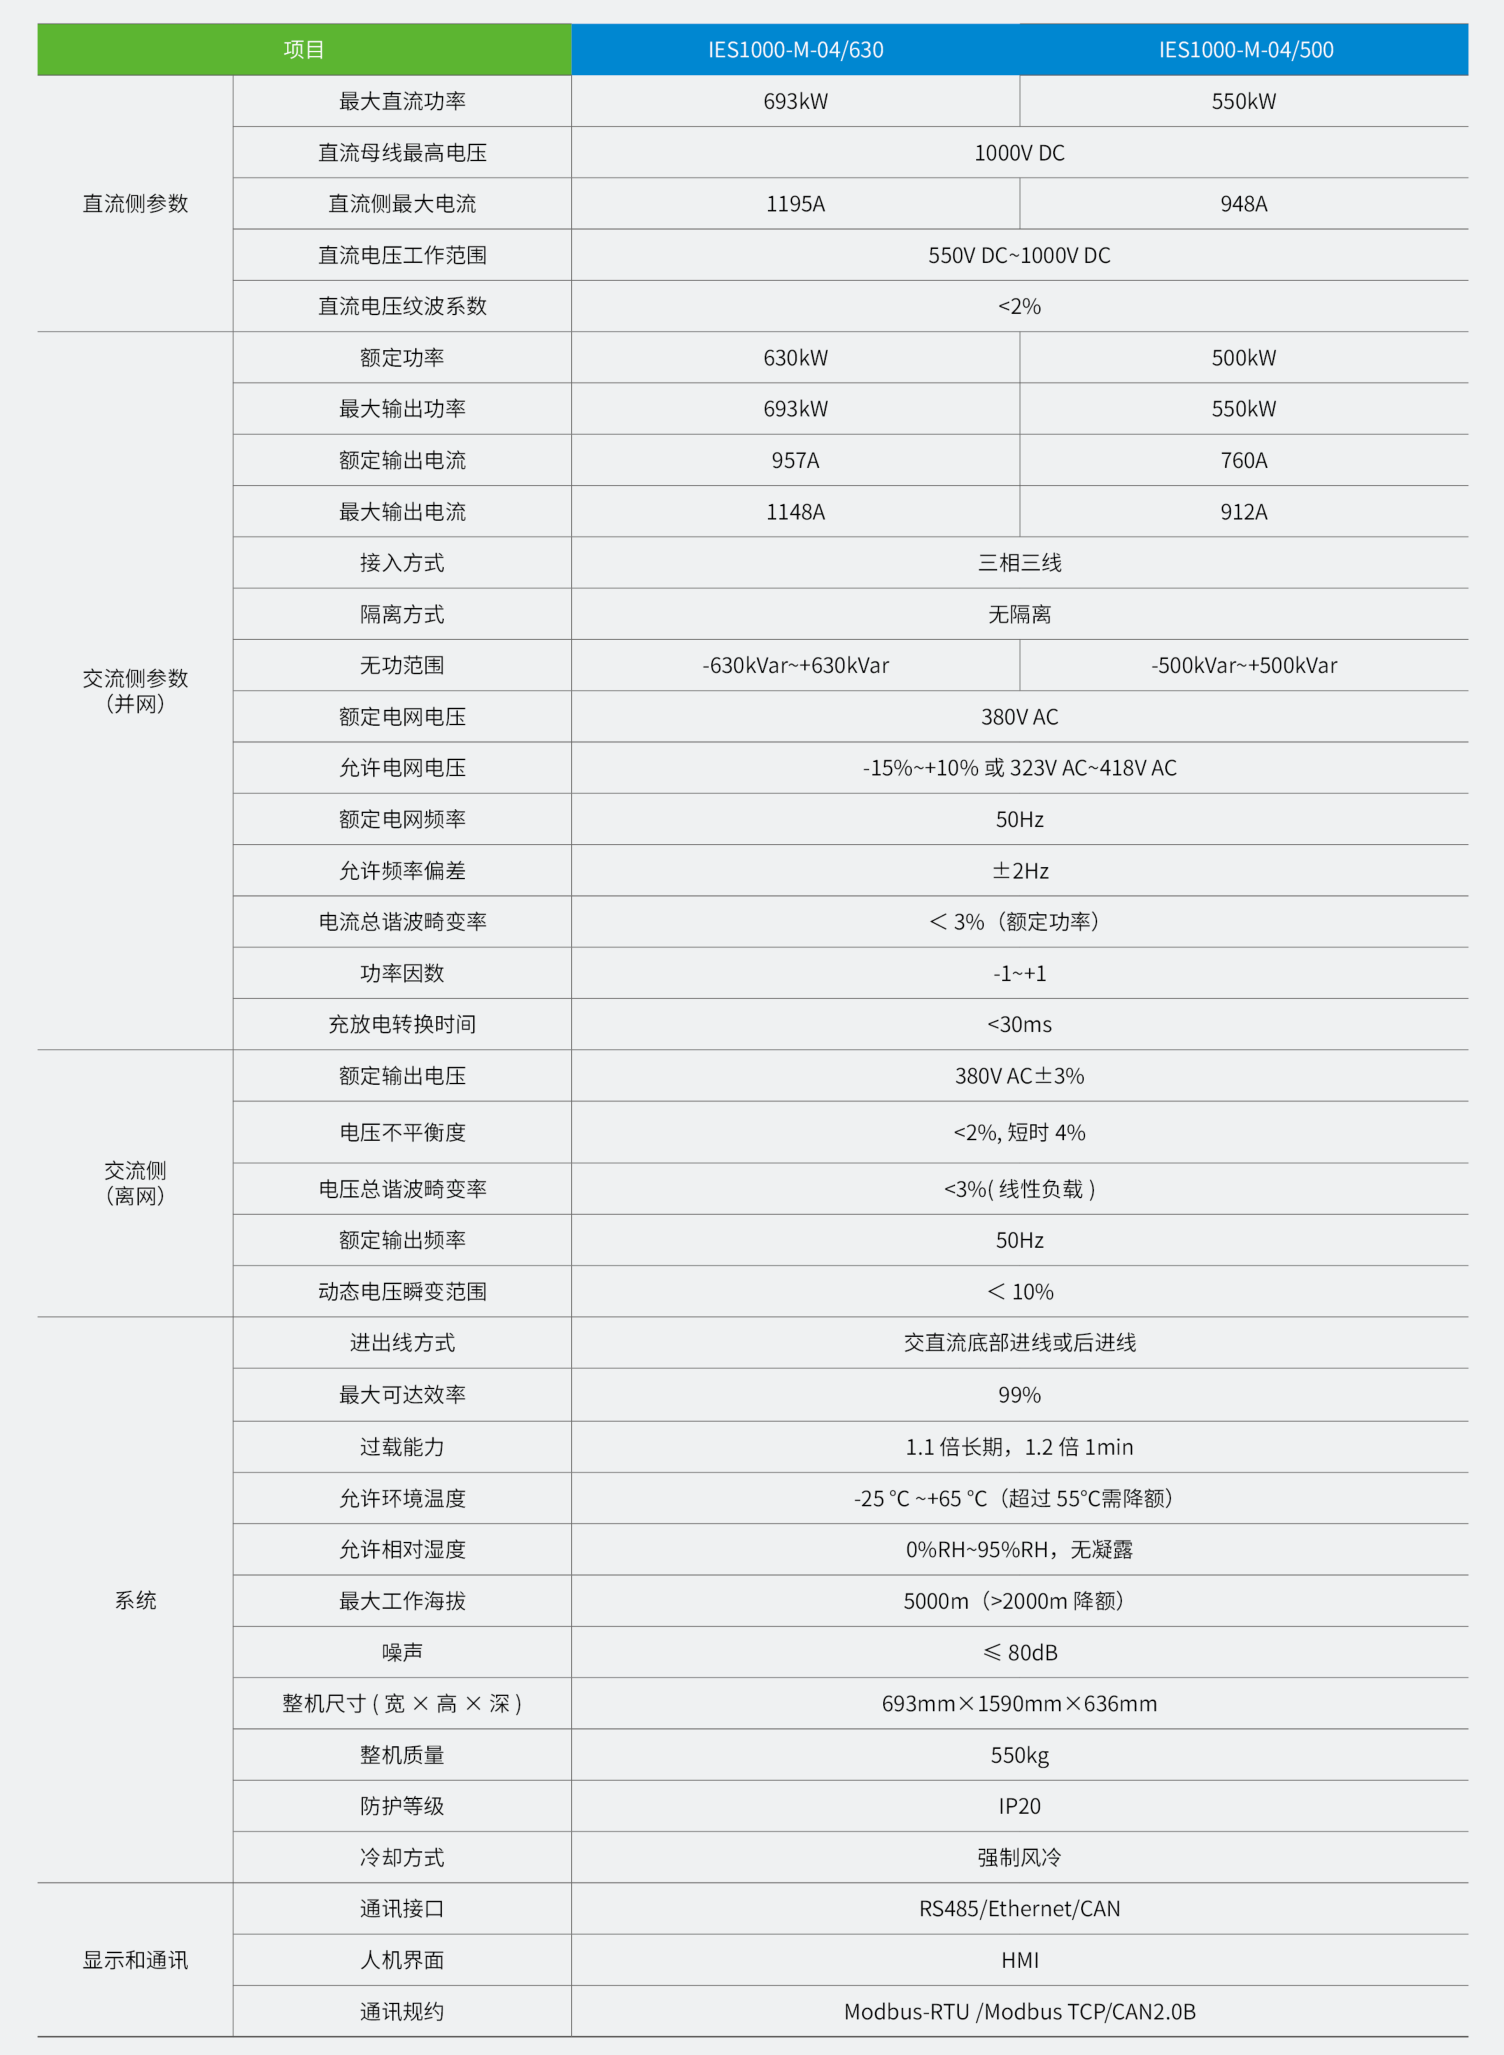 项目 IES1000-M-04/630 IES1000-M-04/500
直流侧参数
最大直流功率 693kW 550kW
直流母线最高电压 1000V DC
直流侧最大电流 1195A 948A
直流电压工作范围 550V DC~1000V DC
直流电压纹波系数 <2%
交流侧参数
（并网）
额定功率 630kW 500kW
最大输出功率 693kW 550kW
额定输出电流 957A 760A
最大输出电流 1148A 912A
接入方式 三相三线
隔离方式 无隔离
无功范围 -630kVar~+630kVar -500kVar~+500kVar
额定电网电压 380V AC
允许电网电压 -15%~+10% 或 323V AC~418V AC
额定电网频率 50Hz
允许频率偏差 ±2Hz
电流总谐波畸变率 ＜ 3%（额定功率）
功率因数 -1~+1
充放电转换时间 <30ms
交流侧
（离网）
额定输出电压 380V AC±3%
电压不平衡度 <2%, 短时 4%
电压总谐波畸变率 <3%( 线性负载 )
额定输出频率 50Hz
动态电压瞬变范围 ＜ 10%
系统
进出线方式 交直流底部进线或后进线
最大可达效率 99%
过载能力 1.1 倍长期，1.2 倍 1min
允许环境温度 -25 ℃ ~+65 ℃（超过 55℃需降额）
允许相对湿度 0%RH~95%RH，无凝露
最大工作海拔 5000m（>2000m 降额）
噪声 ≤ 80dB
整机尺寸 ( 宽 × 高 × 深 ) 693mm×1590mm×636mm
整机质量 550kg
防护等级 IP20
冷却方式 强制风冷
显示和通讯
通讯接口 RS485/Ethernet/CAN
人机界面 HMI
通讯规约 Modbus-RTU /Modbus TCP/CAN2.0B